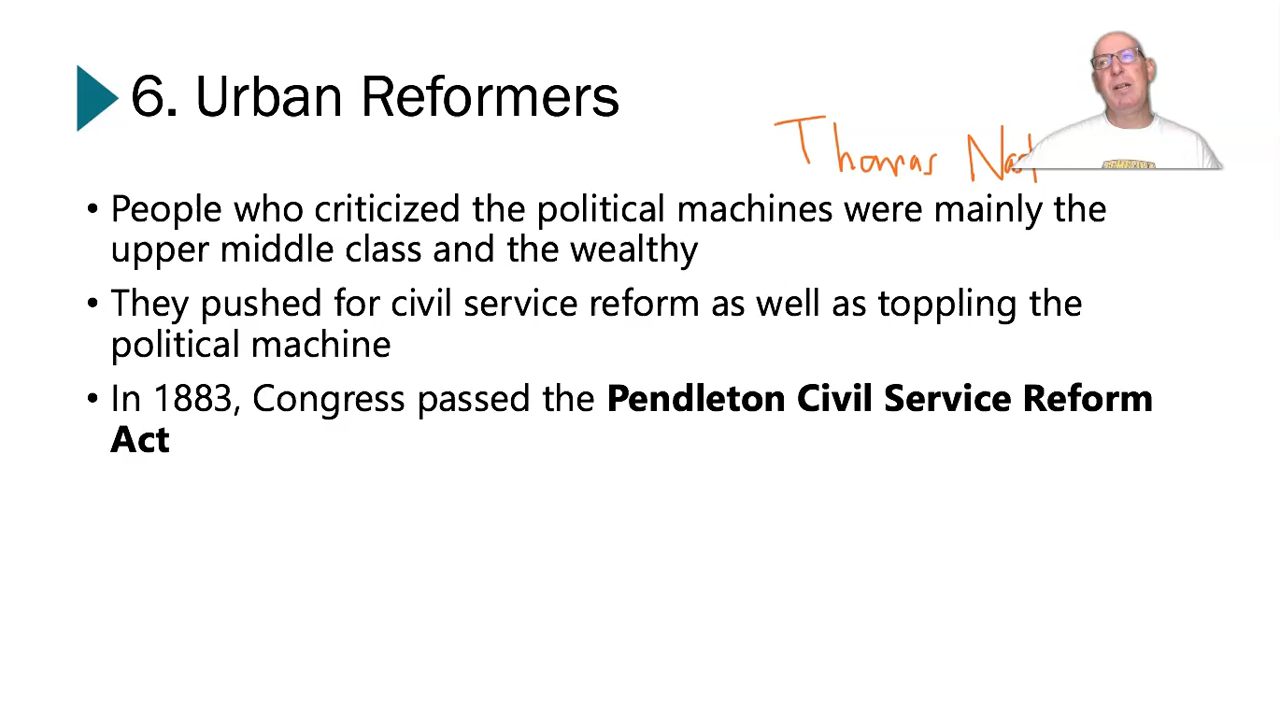 6. Urban Reformers
Thomas
• People who criticized the political machines were mainly the
upper middle class and the wealthy
• They pushed for civil service reform as well as toppling the
political machine
• In 1883, Congress passed the Pendleton Civil Service Reform
Act